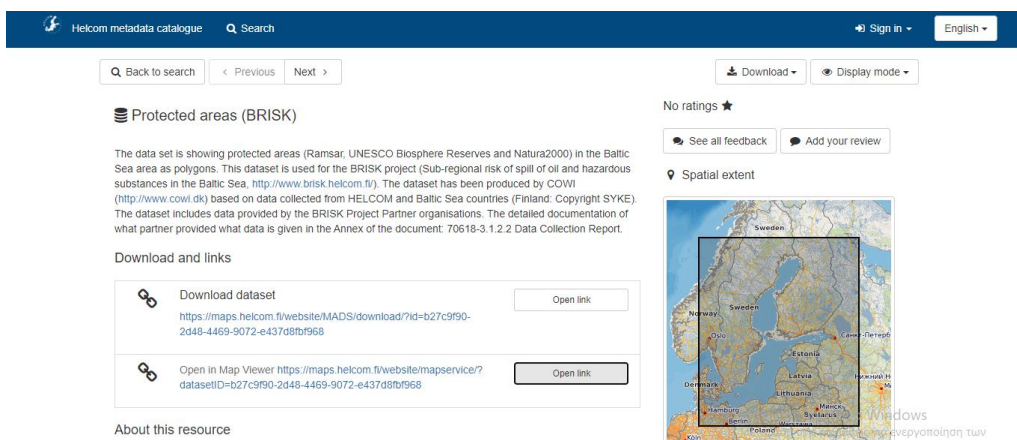 Helcom metadata catalogue Search Sign in English
Back to search < Previous Next > Download Display mode
Protected areas (BRISK)
The data set is showing protected areas (Ramsar, UNESCO Biosphere Reserves and Natura2000) in the Baltic
Sea area as polygons. This dataset is used for the BRISK project (Sub-regional risk of spill of oil and hazardous
substances in the Baltic Sea, http://www.brisk.helcom.fi/). The dataset has been produced by COWI
(http://www.cowi.dk) based on data collected from HELCOM and Baltic Sea countries (Finland: Copyright SYKE).
The dataset includes data provided by the BRISK Project Partner organisations. The detailed documentation of
what partner provided what data is given in the Annex of the document: 70618-3.1.2.2 Data Collection Report.
Download and links
Download dataset
https://maps.helcom.fi/website/MADS/download/?id=b27c9f90-
2d48-4469-9072-e437d8fbf968
Open link
Open in Map Viewer https://maps.helcom.fi/website/mapservice/?
datasetID=b27c9f90-2d48-4469-9072-e437d8fbf968
Open link
About this resource
No ratings
See all feedback Add your review
Spatial extent
Sweden
Sweden
Norway
Oslo
Санкт-Петерб
Estonia
Latvia
Нижний Н
Denmark
Lithuania
Hamburg
Минск
Byelarus
Berlin
Warszawa
Poland
Köln
Windows
ενεργοποίηση των